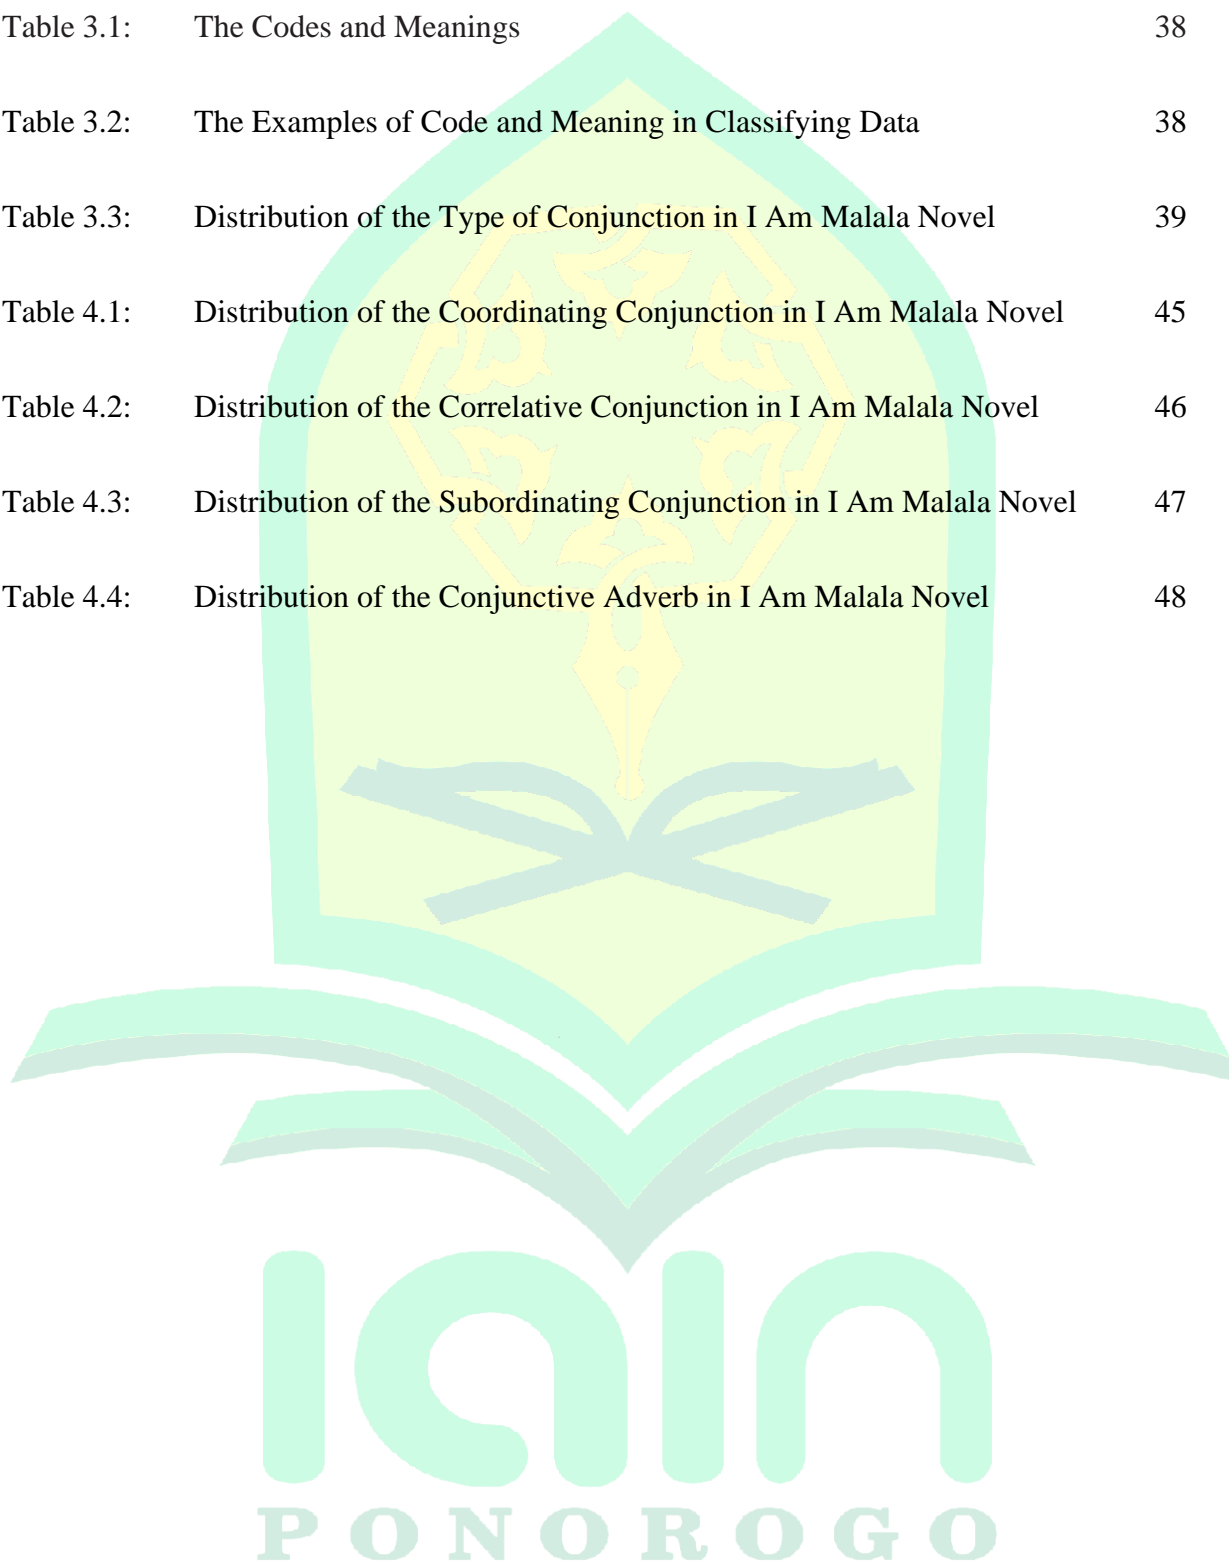 Table 3.1: The Codes and Meanings 38
Table 3.2: The Examples of Code and Meaning in Classifying Data 38
Table 3.3: Distribution of the Type of Conjunction in I Am Malala Novel 39
Table 4.1: Distribution of the Coordinating Conjunction in I Am Malala Novel 45
Table 4.2: Distribution of the Correlative Conjunction in I Am Malala Novel 46
Table 4.3: Distribution of the Subordinating Conjunction in I Am Malala Novel 47
Table 4.4: Distribution of the Conjunctive Adverb in I Am Malala Novel 48
iain
PONOROGO